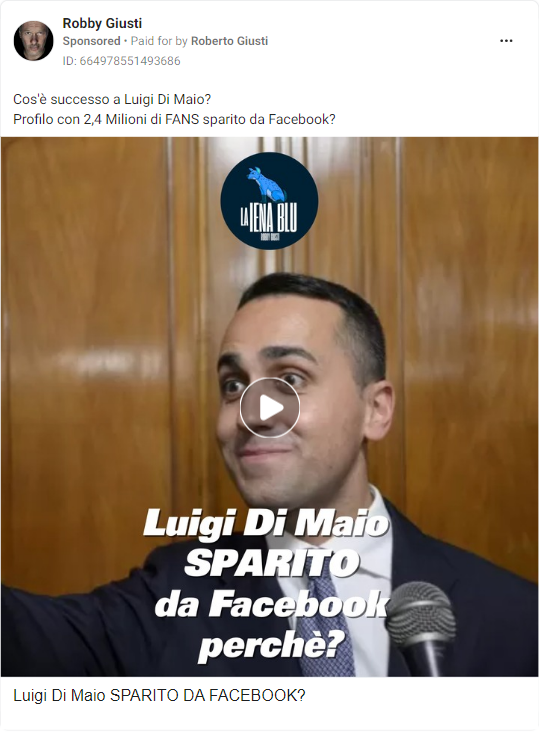 Robby Giusti
Sponsored • Paid for by Roberto Giusti
ID: 664978551493686
Cos'è successo a Luigi Di Maio?
Profilo con 2,4 Milioni di FANS sparito da Facebook?
LA IENA BLU
ROBBY GIUSTI
Luigi Di Maio
SPARITO
da Facebook
perchè?
Luigi Di Maio SPARITO DA FACEBOOK?